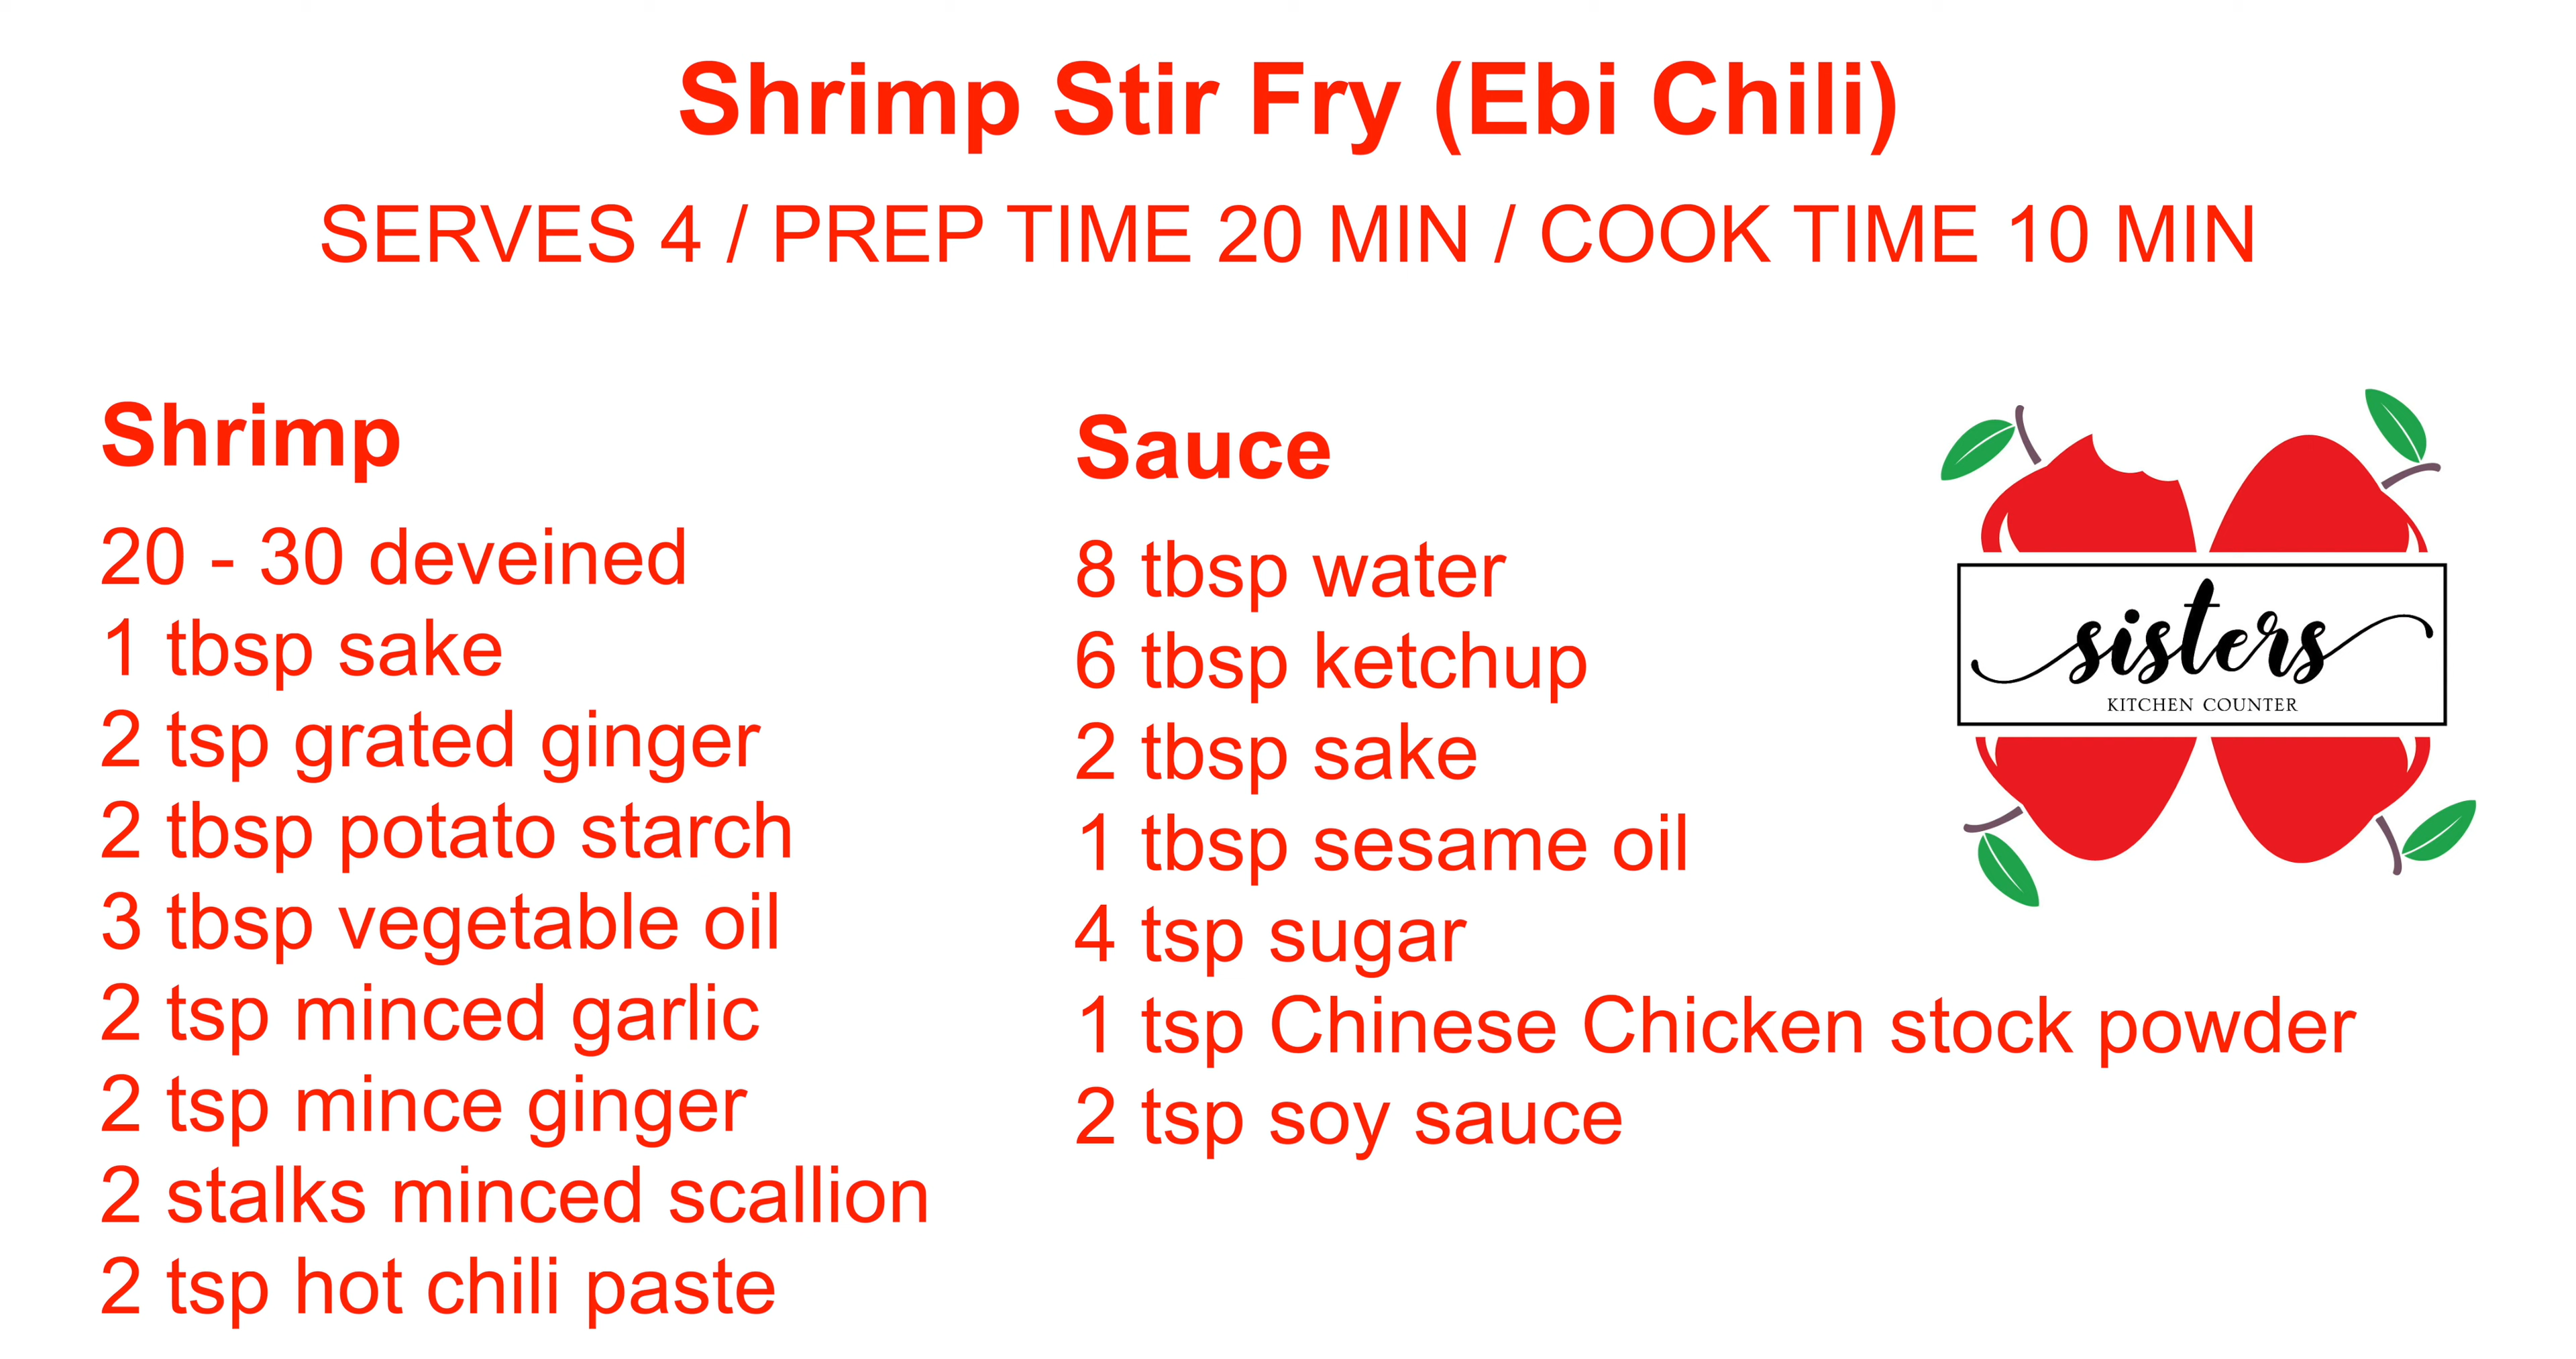 Shrimp Stir Fry (Ebi Chili)
SERVES 4 / PREP TIME 20 MIN / COOK TIME 10 MIN
Shrimp
20 - 30 deveined
1 tbsp sake
2 tsp grated ginger
2 tbsp potato starch
3 tbsp vegetable oil
2 tsp minced garlic
2 tsp mince ginger
2 stalks minced scallion
2 tsp hot chili paste
Sauce
8 tbsp water
6 tbsp ketchup
2 tbsp sake
1 tbsp sesame oil
4 tsp sugar
1 tsp Chinese Chicken stock powder
2 tsp soy sauce
sisters
KITCHEN COUNTER